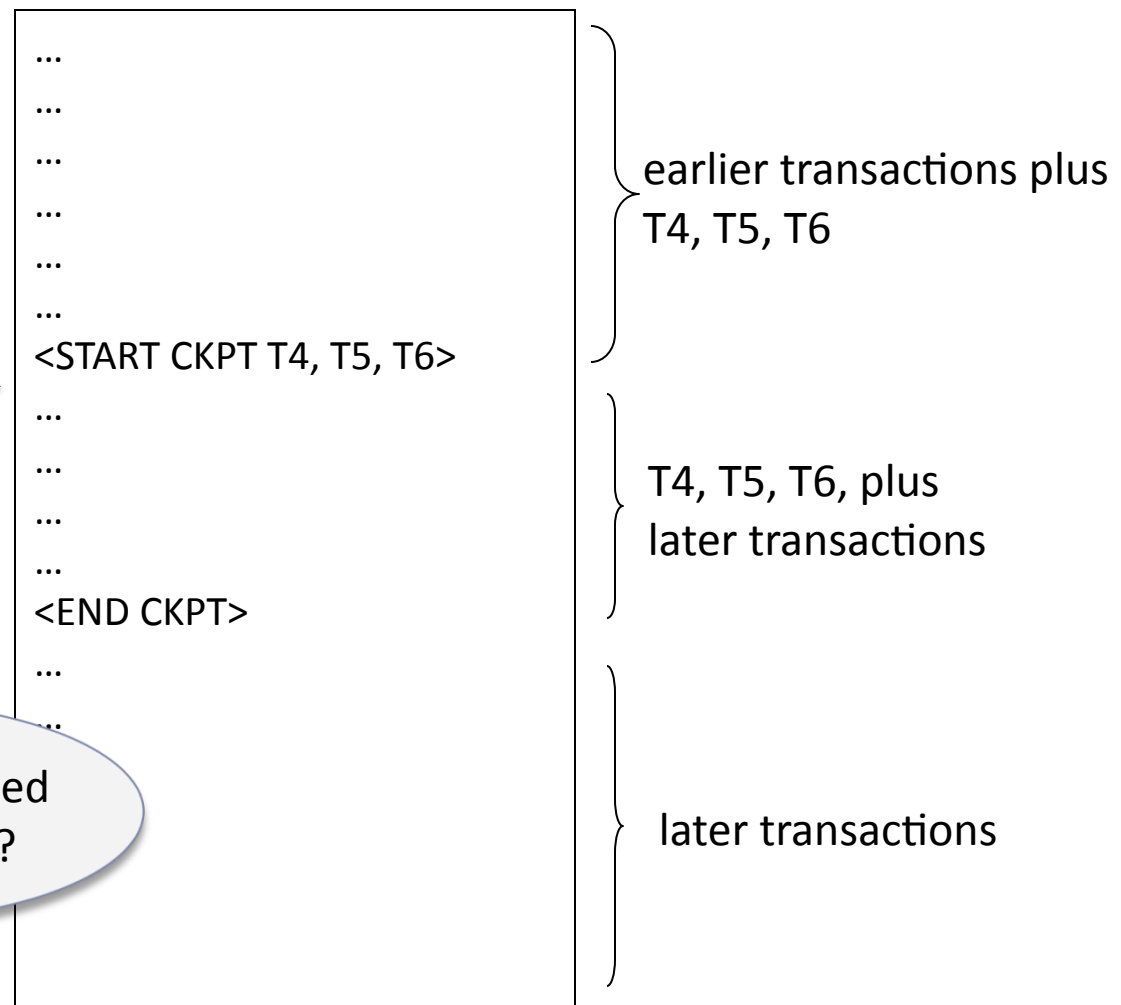 ...
...
...
...
...
...
<START CKPT T4, T5, T6>
...
...
...
...
<END CKPT>
...
...
ed
?
earlier transactions plus
T4, T5, T6
T4, T5, T6, plus
later transactions
later transactions